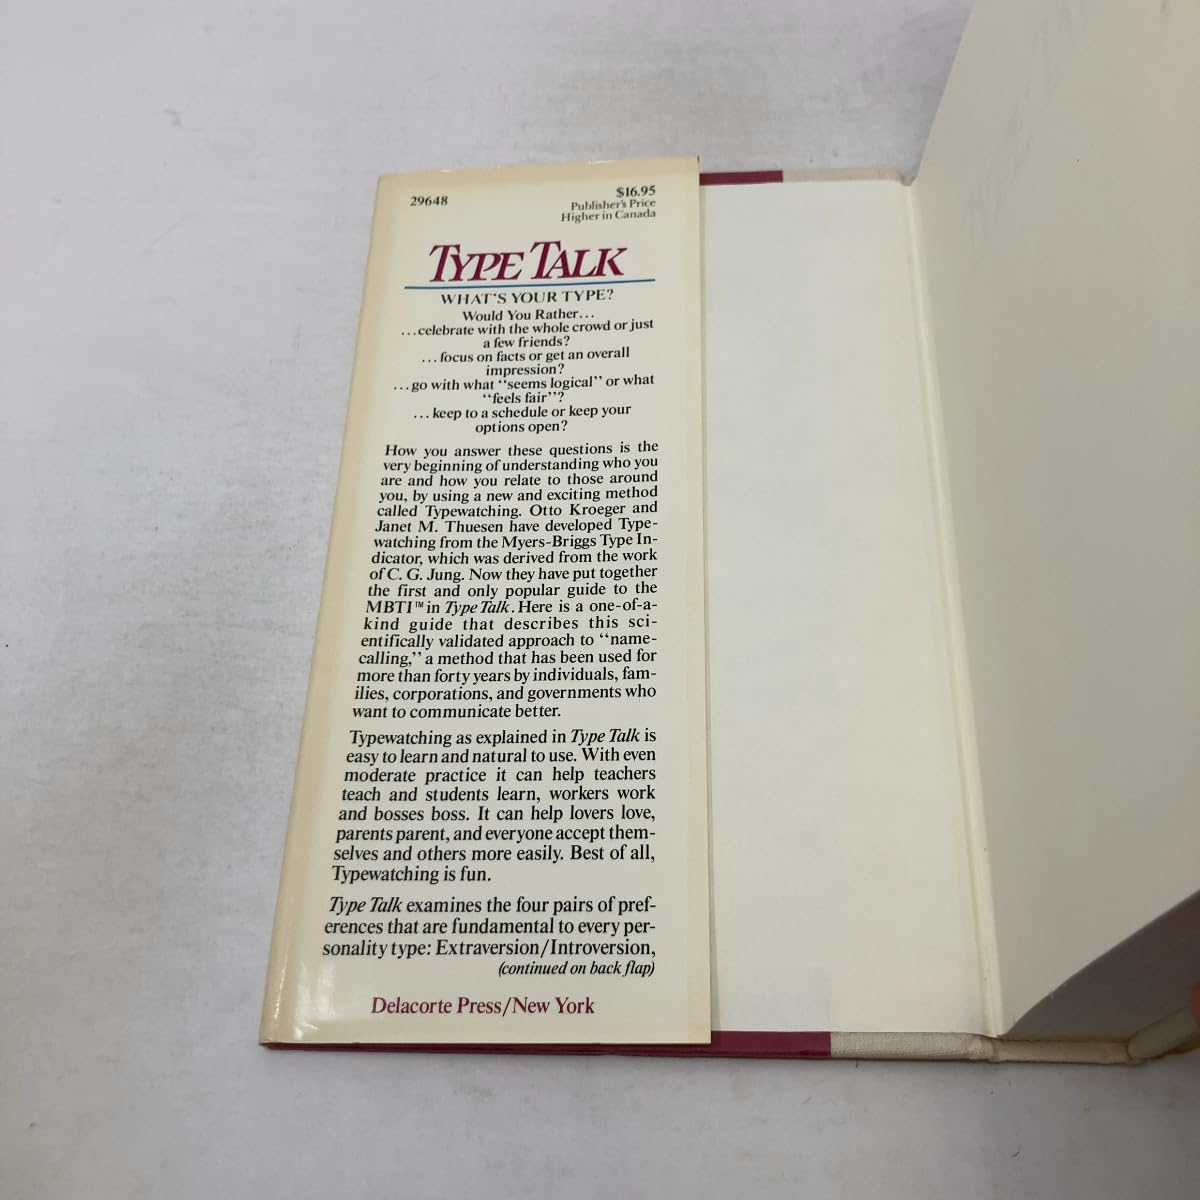 29648
$16.95
Publisher's Price
Higher in Canada
TYPE TALK
WHAT'S YOUR TYPE?
Would You Rather...
...celebrate with the whole crowd or just
a few friends?
...focus on facts or get an overall
impression?
...go with what "seems logical" or what
"feels fair"?
...keep to a schedule or keep your
options open?
How you answer these questions is the
very beginning of understanding who you
are and how you relate to those around
you, by using a new and exciting method
called Typewatching. Otto Kroeger and
Janet M. Thuesen have developed Type-
watching from the Myers-Briggs Type In-
dicator, which was derived from the work
of C. G. Jung. Now they have put together
the first and only popular guide to the
MBTI™ in Type Talk. Here is a one-of-a-
kind guide that describes this sci-
entifically validated approach to "name-
calling," a method that has been used for
more than forty years by individuals, fam-
ilies, corporations, and governments who
want to communicate better.
Typewatching as explained in Type Talk is
easy to learn and natural to use. With even
moderate practice it can help teachers
teach and students learn, workers work
and bosses boss. It can help lovers love,
parents parent, and everyone accept them-
selves and others more easily. Best of all,
Typewatching is fun.
Type Talk examines the four pairs of pref-
erences that are fundamental to every per-
sonality type: Extraversion/Introversion,
(continued on back flap)
Delacorte Press/New York